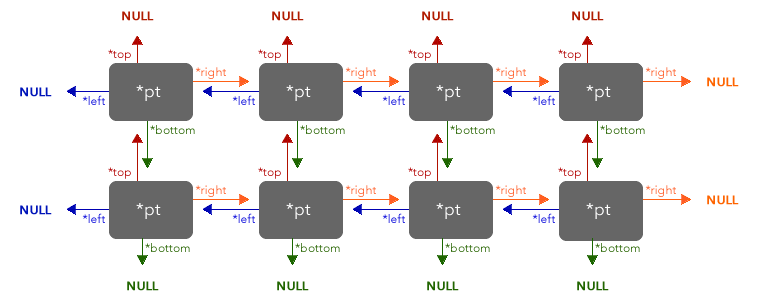 NULL NULL NULL NULL
*top *top *top *top
*right *right *right *right
NULL *pt *pt *pt *pt NULL
*left *left *left *left
*bottom *bottom *bottom *bottom
*top *top *top *top
*right *right *right *right
NULL *pt *pt *pt *pt NULL
*left *left *left *left
*bottom *bottom *bottom *bottom
NULL NULL NULL NULL